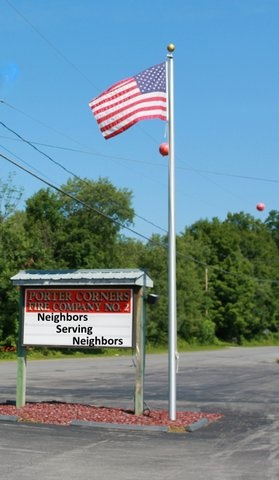 PORTER CORNERS
FIRE COMPANY NO. 2
Neighbors
Serving
Neighbors